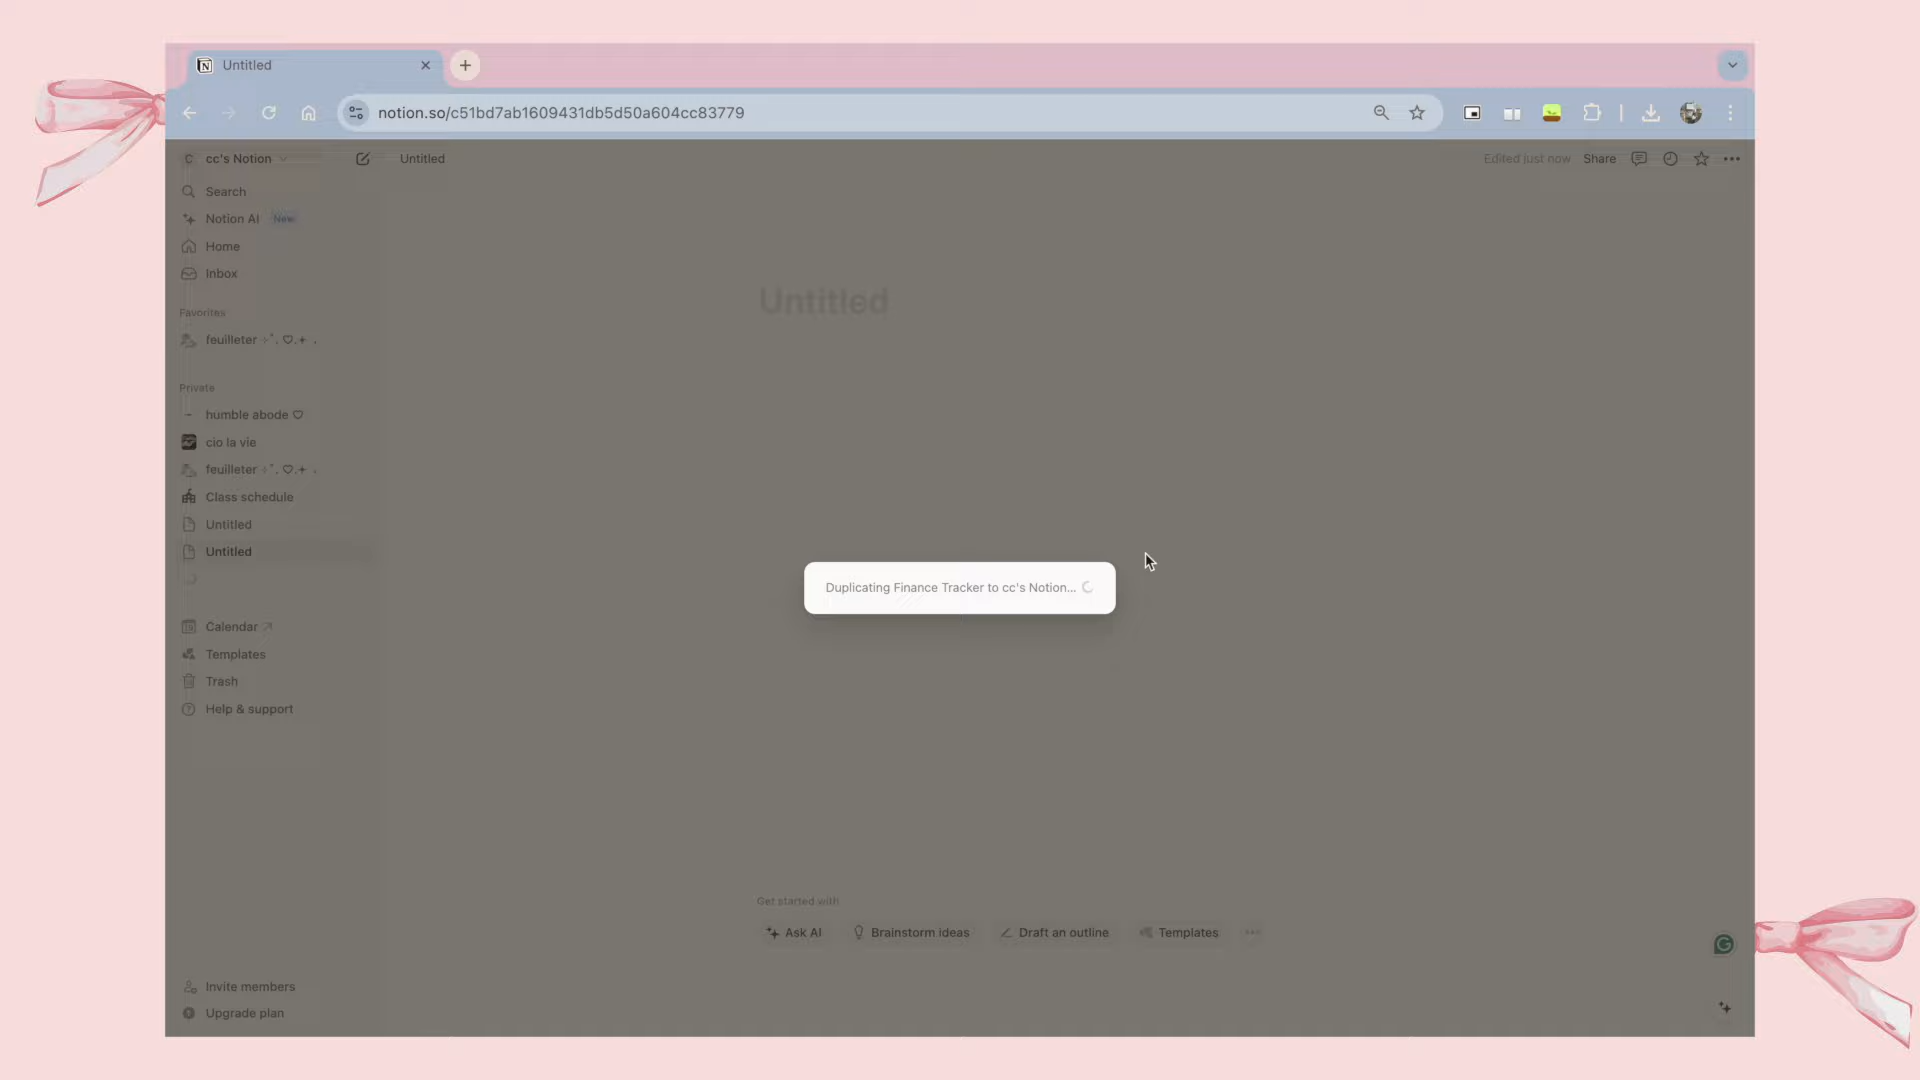 Untitled
notion.so/c51bd7ab1609431db5d50a604cc83779
C cc's Notion
Untitled
Edited just now Share
Search
Notion AI New
Home
Inbox
Favorites
feuilleter ⊹˚. ♡.₊ .
Private
humble abode ♡
cio la vie
feuilleter ⊹˚. ♡.₊ .
Class schedule
Untitled
Untitled
Calendar ↗
Templates
Trash
Help & support
Invite members
Upgrade plan
Untitled
Duplicating Finance Tracker to cc's Notion...
Get started with
Ask AI Brainstorm ideas Draft an outline Templates